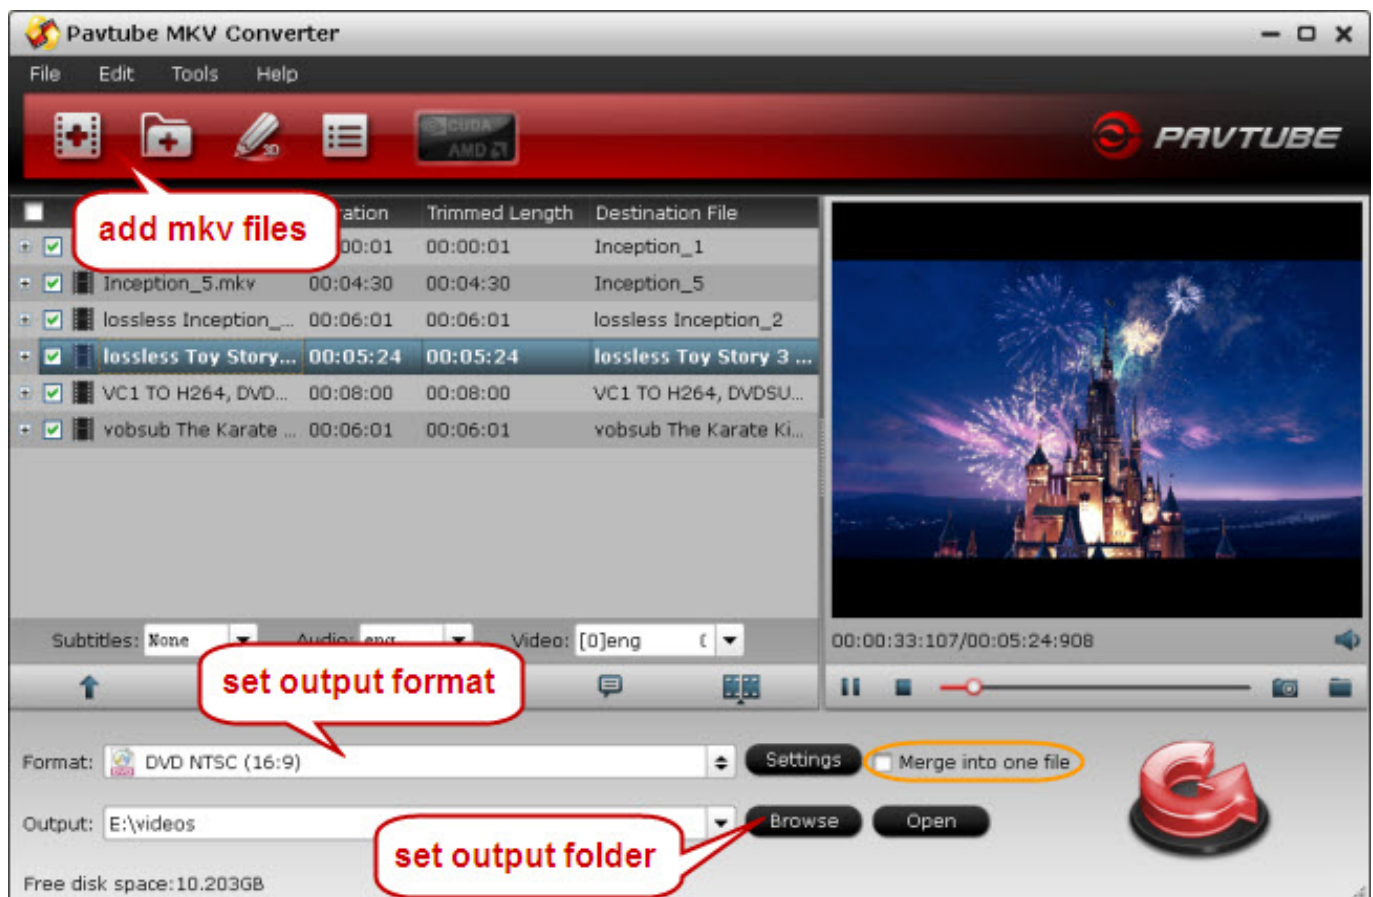 Pavtube MKV Converter
File Edit Tools Help
3D
CUDA
AMD
PAVTUBE
add mkv files
ration Trimmed Length Destination File
00:01 00:00:01 Inception_1
Inception_5.mkv 00:04:30 00:04:30 Inception_5
lossless Inception_... 00:06:01 00:06:01 lossless Inception_2
lossless Toy Story... 00:05:24 00:05:24 lossless Toy Story 3 ...
VC1 TO H264, DVD... 00:08:00 00:08:00 VC1 TO H264, DVDSU...
vobsub The Karate ... 00:06:01 00:06:01 vobsub The Karate Ki...
Subtitles: None Audio: eng Video: [0]eng (
00:00:33:107/00:05:24:908
set output format
Format: DVD NTSC (16:9) Settings Merge into one file
Output: E:\videos Browse Open
set output folder
Free disk space:10.203GB